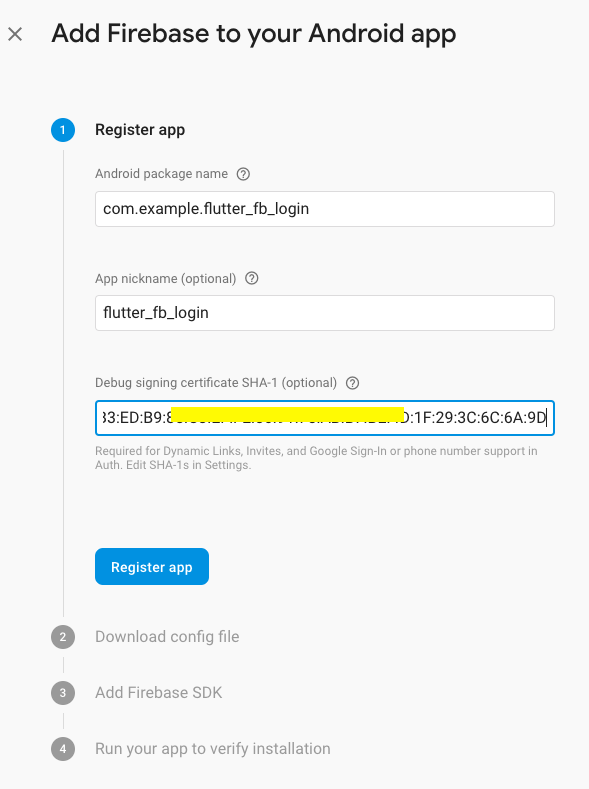 Add Firebase to your Android app
1
Register app
Android package name
com.example.flutter_fb_login
App nickname (optional)
flutter_fb_login
Debug signing certificate SHA-1 (optional)
:ED:B9:8 :1F:29:3C:6C:6A:9D
Required for Dynamic Links, Invites, and Google Sign-In or phone number support in
Auth. Edit SHA-1s in Settings.
Register app
2 Download config file
3 Add Firebase SDK
4 Run your app to verify installation